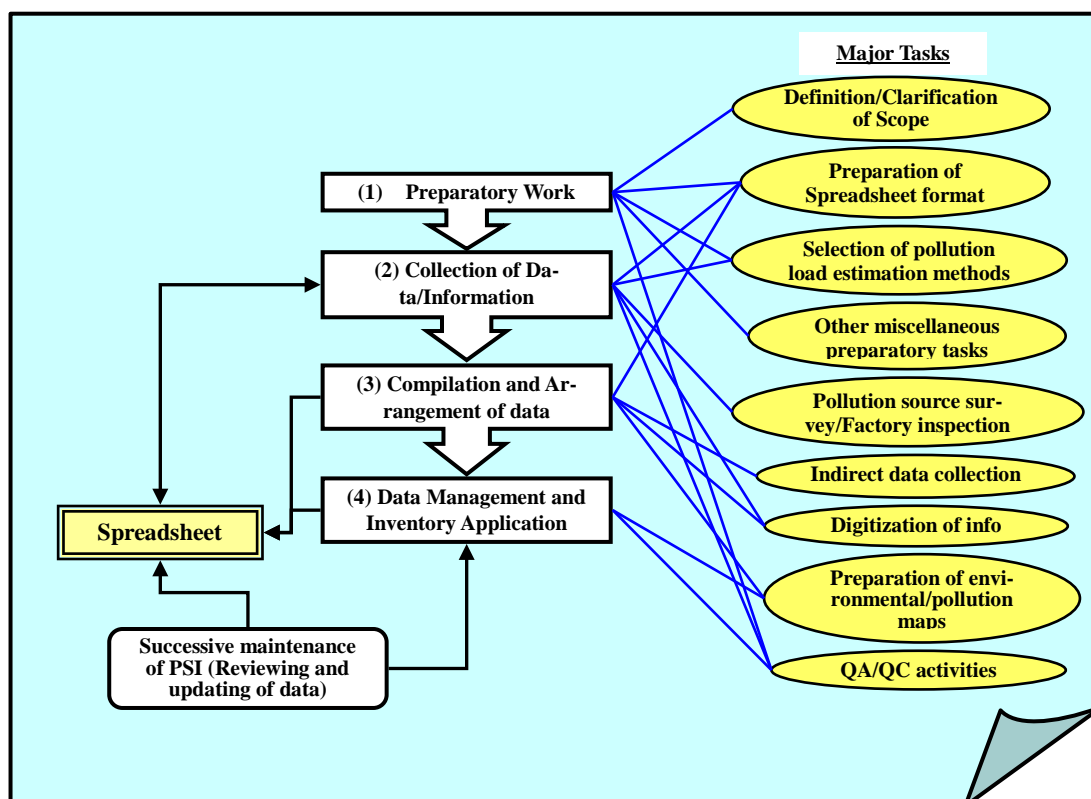 Major Tasks
Definition/Clarification
of Scope
Preparation of
Spreadsheet format
Selection of pollution
load estimation methods
Other miscellaneous
preparatory tasks
Pollution source sur-
vey/Factory inspection
Indirect data collection
Digitization of info
Preparation of envi-
ronmental/pollution
maps
QA/QC activities
(1) Preparatory Work
(2) Collection of Da-
ta/Information
(3) Compilation and Ar-
rangement of data
(4) Data Management and
Inventory Application
Spreadsheet
Successive maintenance
of PSI (Reviewing and
updating of data)